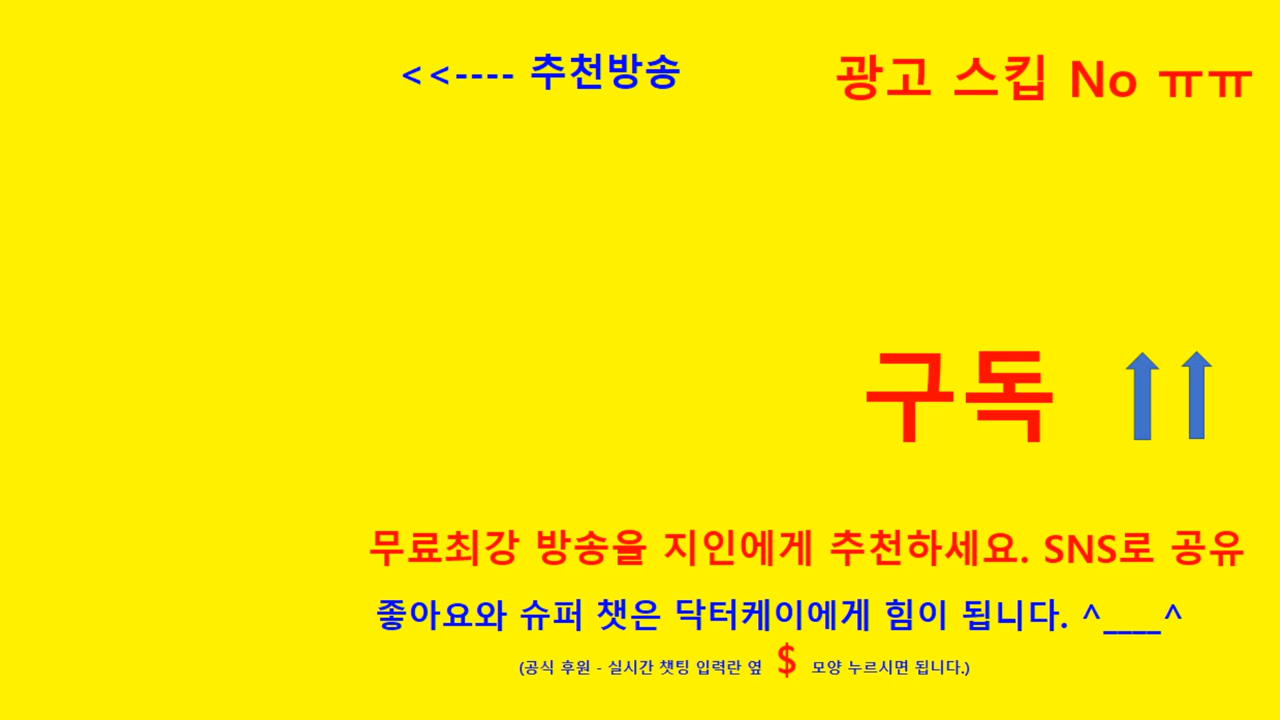 <<---- 추천방송
광고 스킵 No ㅠㅠ
구독
무료최강 방송을 지인에게 추천하세요. SNS로 공유
좋아요와 슈퍼 챗은 닥터케이에게 힘이 됩니다. ^____^
(공식 후원 - 실시간 챗팅 입력란 옆 $ 모양 누르시면 됩니다.)